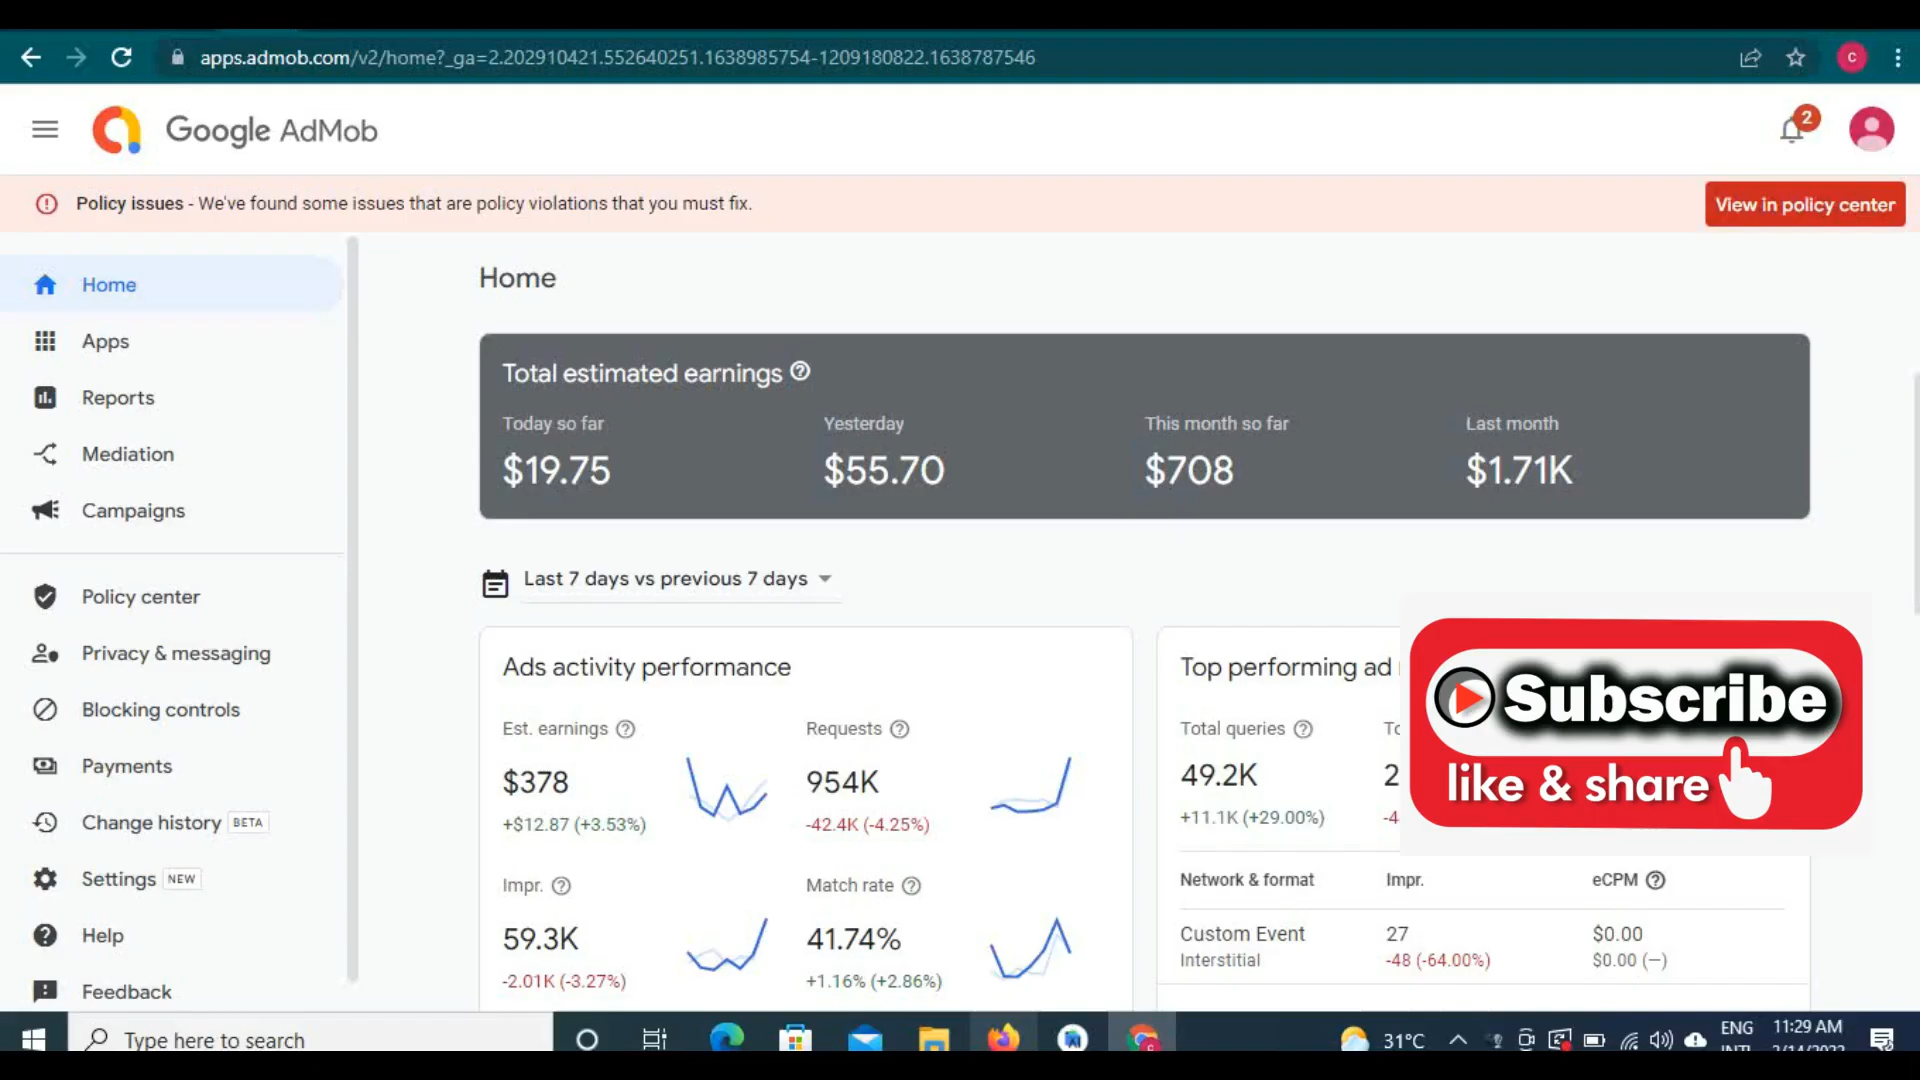 apps.admob.com/v2/home?_ga=2.202910421.552640251.1638985754-1209180822.1638787546
C
Google AdMob
2
Policy issues - We've found some issues that are policy violations that you must fix.
View in policy center
Home
Apps
Reports
Mediation
Campaigns
Policy center
Privacy & messaging
Blocking controls
Payments
Change history BETA
Settings NEW
Help
Feedback
Home
Total estimated earnings
Today so far
$19.75
Yesterday
$55.70
This month so far
$708
Last month
$1.71K
Last 7 days vs previous 7 days
Ads activity performance
Est. earnings
$378
+$12.87 (+3.53%)
Requests
954K
-42.4K (-4.25%)
Impr.
59.3K
-2.01K (-3.27%)
Match rate
41.74%
+1.16% (+2.86%)
Top performing ad
Total queries
49.2K
+11.1K (+29.00%)
2
-4
Network & format Impr. eCPM
Custom Event 27 $0.00
Interstitial -48 (-64.00%) $0.00 (—)
Subscribe
like & share
Type here to search
31°C
ENG
11:29 AM